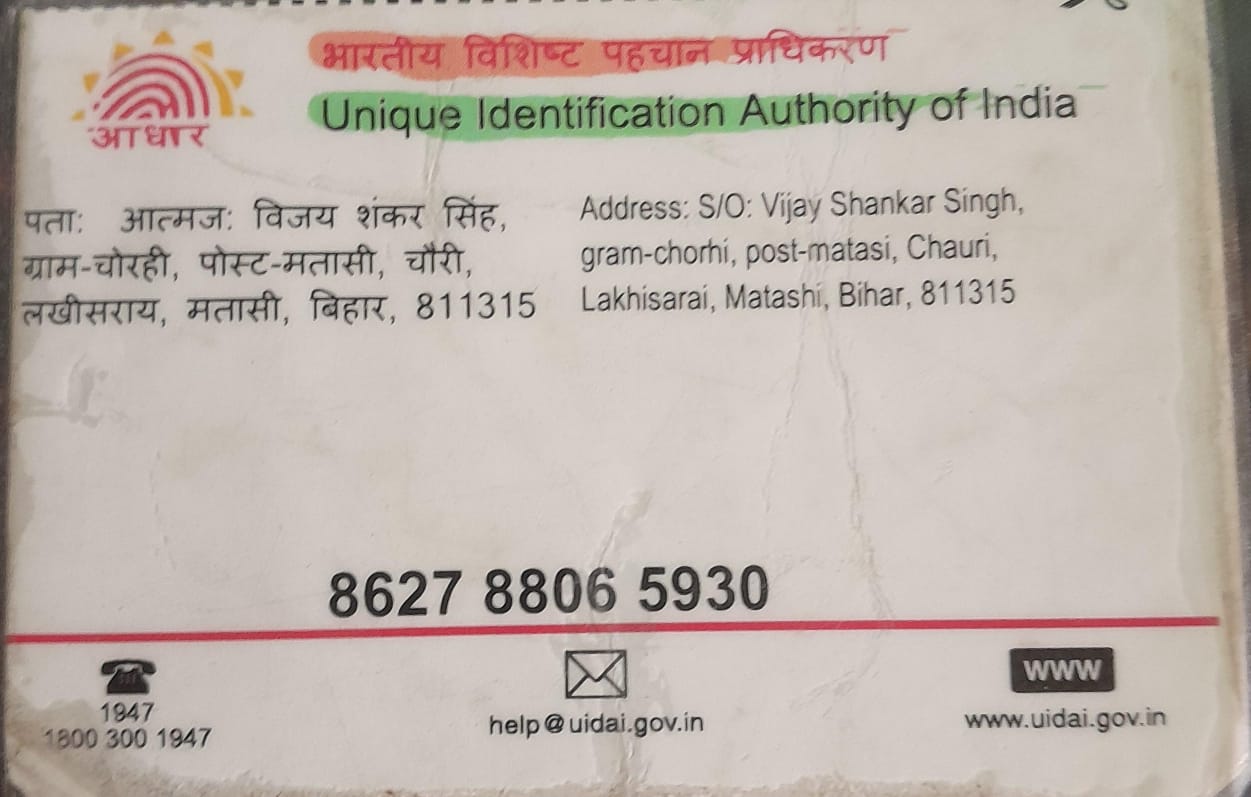 भारतीय विशिष्ट पहचान प्राधिकरण
Unique Identification Authority of India
आधार
पता: आत्मज: विजय शंकर सिंह,
ग्राम-चोरही, पोस्ट-मतासी, चौरी,
लखीसराय, मतासी, बिहार, 811315
Address: S/O: Vijay Shankar Singh,
gram-chorhi, post-matasi, Chauri,
Lakhisarai, Matashi, Bihar, 811315
8627 8806 5930
1947
1800 300 1947
help@uidai.gov.in
www
www.uidai.gov.in